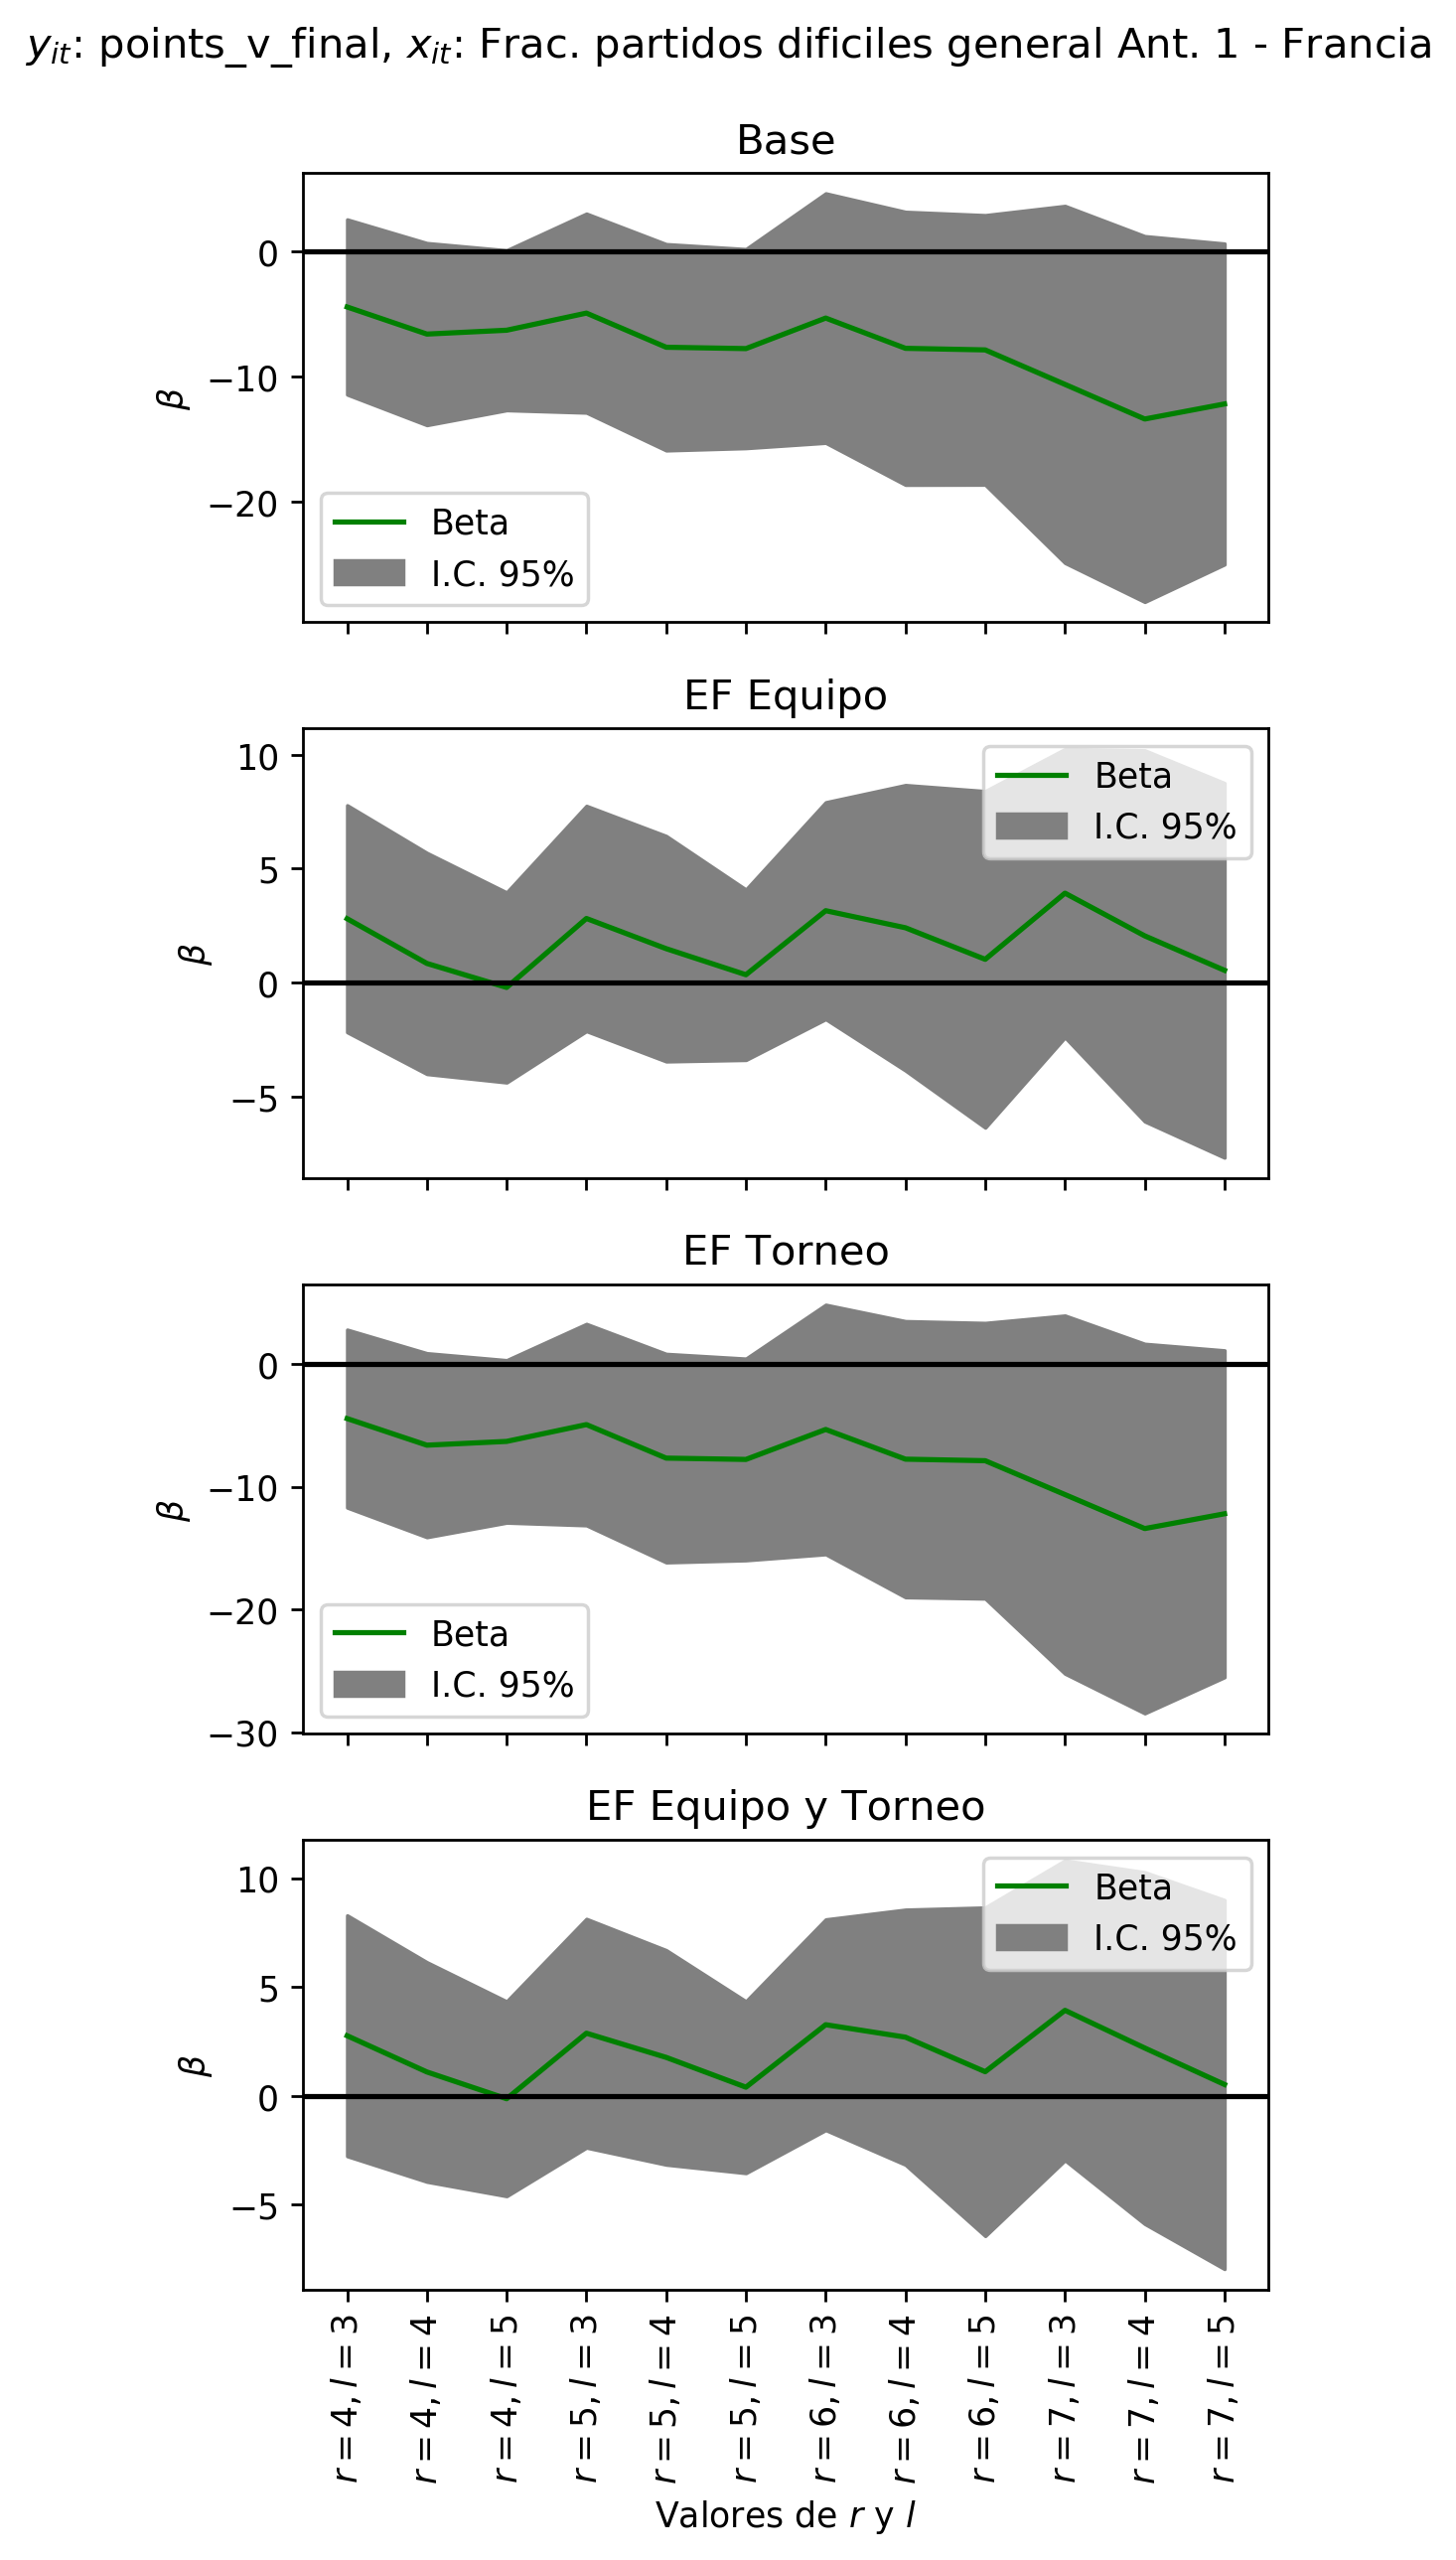 y_it: points_v_final, x_it: Frac. partidos dificiles general Ant. 1 - Francia
Base
0
−10
−20
β
Beta
I.C. 95%
EF Equipo
10
5
0
−5
β
Beta
I.C. 95%
EF Torneo
0
−10
−20
−30
β
Beta
I.C. 95%
EF Equipo y Torneo
10
5
0
−5
β
Beta
I.C. 95%
r = 4, l = 3
r = 4, l = 4
r = 4, l = 5
r = 5, l = 3
r = 5, l = 4
r = 5, l = 5
r = 6, l = 3
r = 6, l = 4
r = 6, l = 5
r = 7, l = 3
r = 7, l = 4
r = 7, l = 5
Valores de r y l